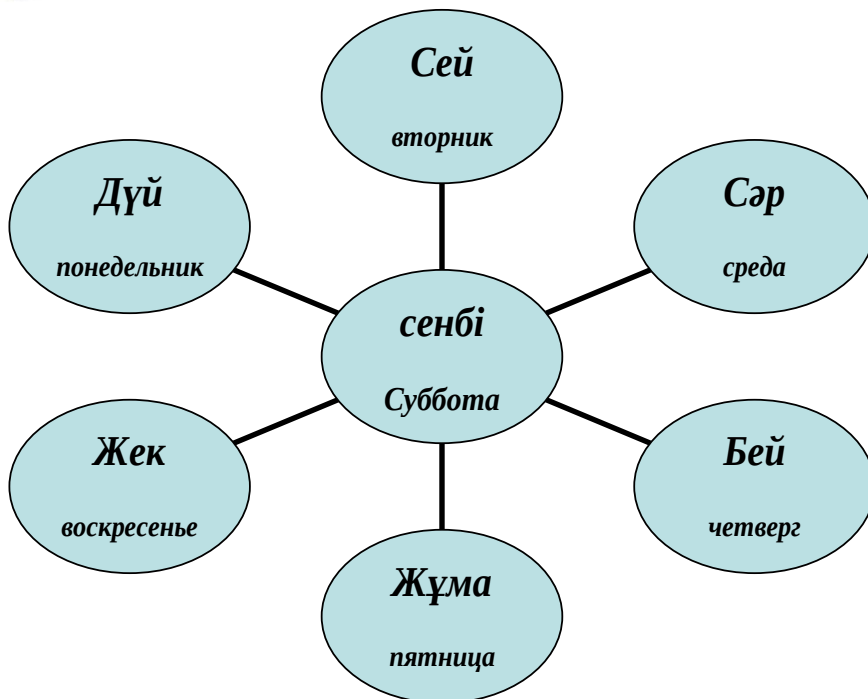 Сей
вторник
Дүй
понедельник
Сәр
среда
сенбі
Суббота
Жек
воскресенье
Бей
четверг
Жұма
пятница